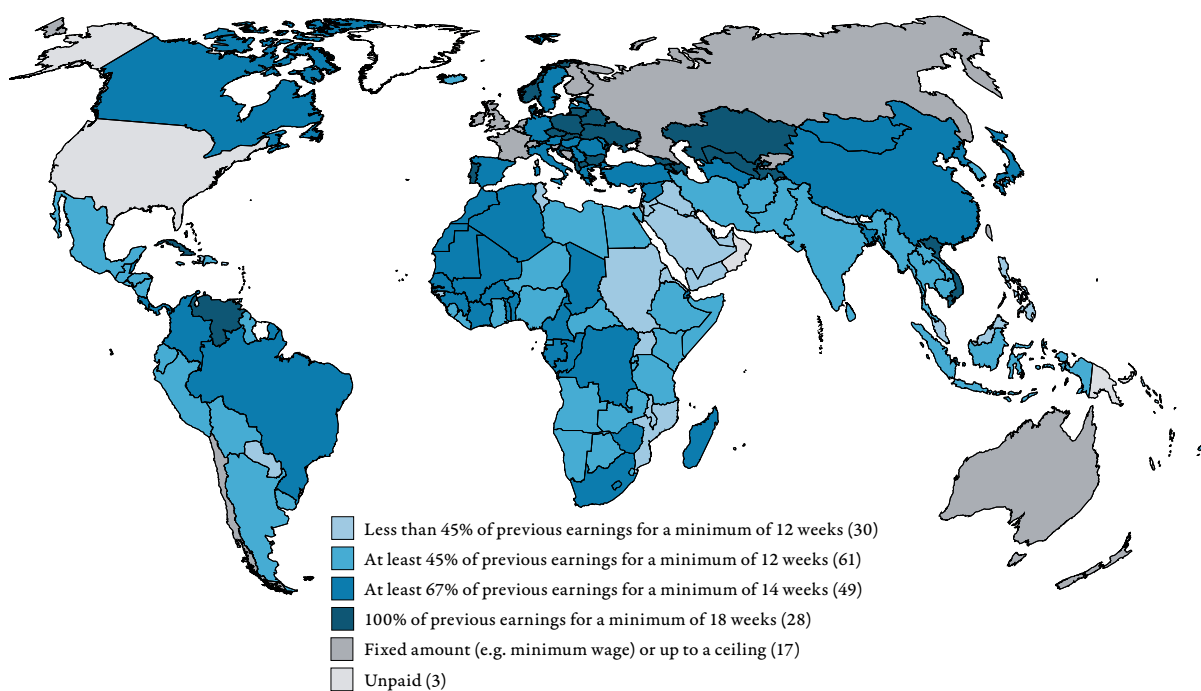 Less than 45% of previous earnings for a minimum of 12 weeks (30)
At least 45% of previous earnings for a minimum of 12 weeks (61)
At least 67% of previous earnings for a minimum of 14 weeks (49)
100% of previous earnings for a minimum of 18 weeks (28)
Fixed amount (e.g. minimum wage) or up to a ceiling (17)
Unpaid (3)